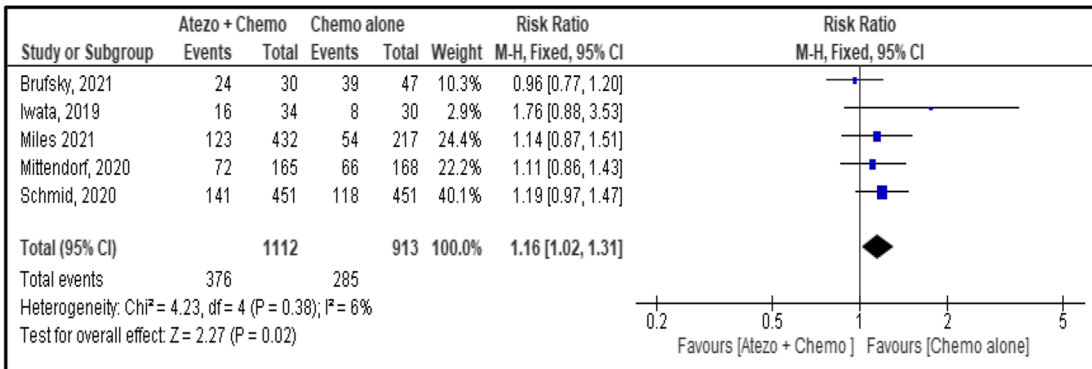 Atezo + Chemo Chemo alone Risk Ratio Risk Ratio
Study or Subgroup Events Total Events Total Weight M-H, Fixed, 95% CI M-H, Fixed, 95% CI
Brufsky, 2021 24 30 39 47 10.3% 0.96 [0.77, 1.20]
Iwata, 2019 16 34 8 30 2.9% 1.76 [0.88, 3.53]
Miles 2021 123 432 54 217 24.4% 1.14 [0.87, 1.51]
Mittendorf, 2020 72 165 66 168 22.2% 1.11 [0.86, 1.43]
Schmid, 2020 141 451 118 451 40.1% 1.19 [0.97, 1.47]
Total (95% CI) 1112 913 100.0% 1.16 [1.02, 1.31]
Total events 376 285
Heterogeneity: Chi² = 4.23, df = 4 (P = 0.38); I² = 6%
Test for overall effect: Z = 2.27 (P = 0.02)
0.2 0.5 1 2 5
Favours [Atezo + Chemo ] Favours [Chemo alone]